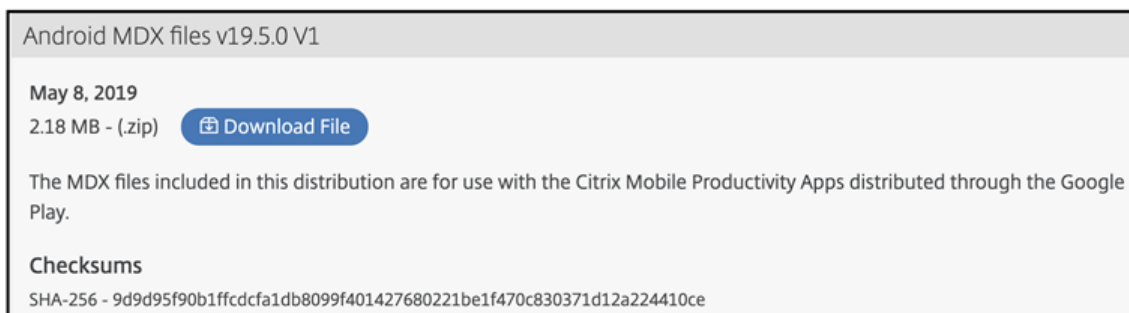 Android MDX files v19.5.0 V1
May 8, 2019
2.18 MB - (.zip) Download File
The MDX files included in this distribution are for use with the Citrix Mobile Productivity Apps distributed through the Google
Play.
Checksums
SHA-256 - 9d9d95f90b1ffcdcfa1db8099f401427680221be1f470c830371d12a224410ce